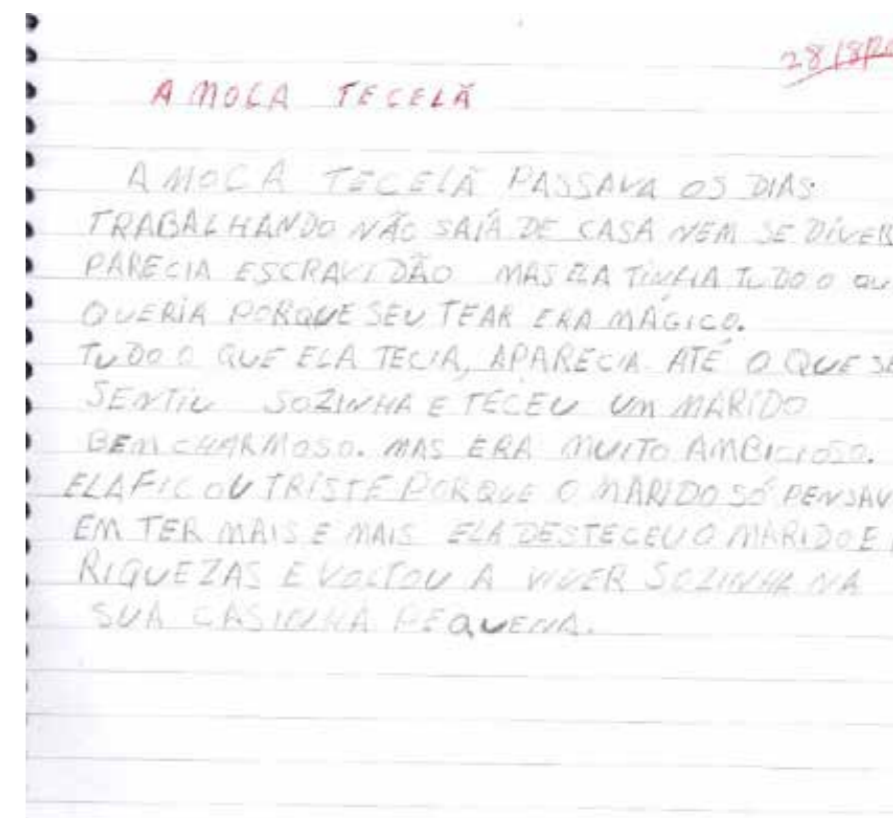 28/8/20
A MOCA TECELÃ
A MOCA TECELÃ PASSAVA OS DIAS
TRABALHANDO NÃO SAÍA DE CASA NEM SE DIVER
PARECIA ESCRAVIDÃO MAS ELA TINHA TUDO O QU
QUERIA PORQUE SEU TEAR ERA MÁGICO.
TUDO O QUE ELA TECIA, APARECIA. ATÉ O QUE SE
SENTIU SOZINHA E TECEU UM MARIDO
BEM CHARMOSO. MAS ERA MUITO AMBICIOSO.
ELA FICOU TRISTE PORQUE O MARIDO SÓ PENSAV
EM TER MAIS E MAIS ELA DESTECEU O MARIDO E
RIQUEZAS E VOLTOU A VIVER SOZINHA NA
SUA CASINHA PEQUENA.